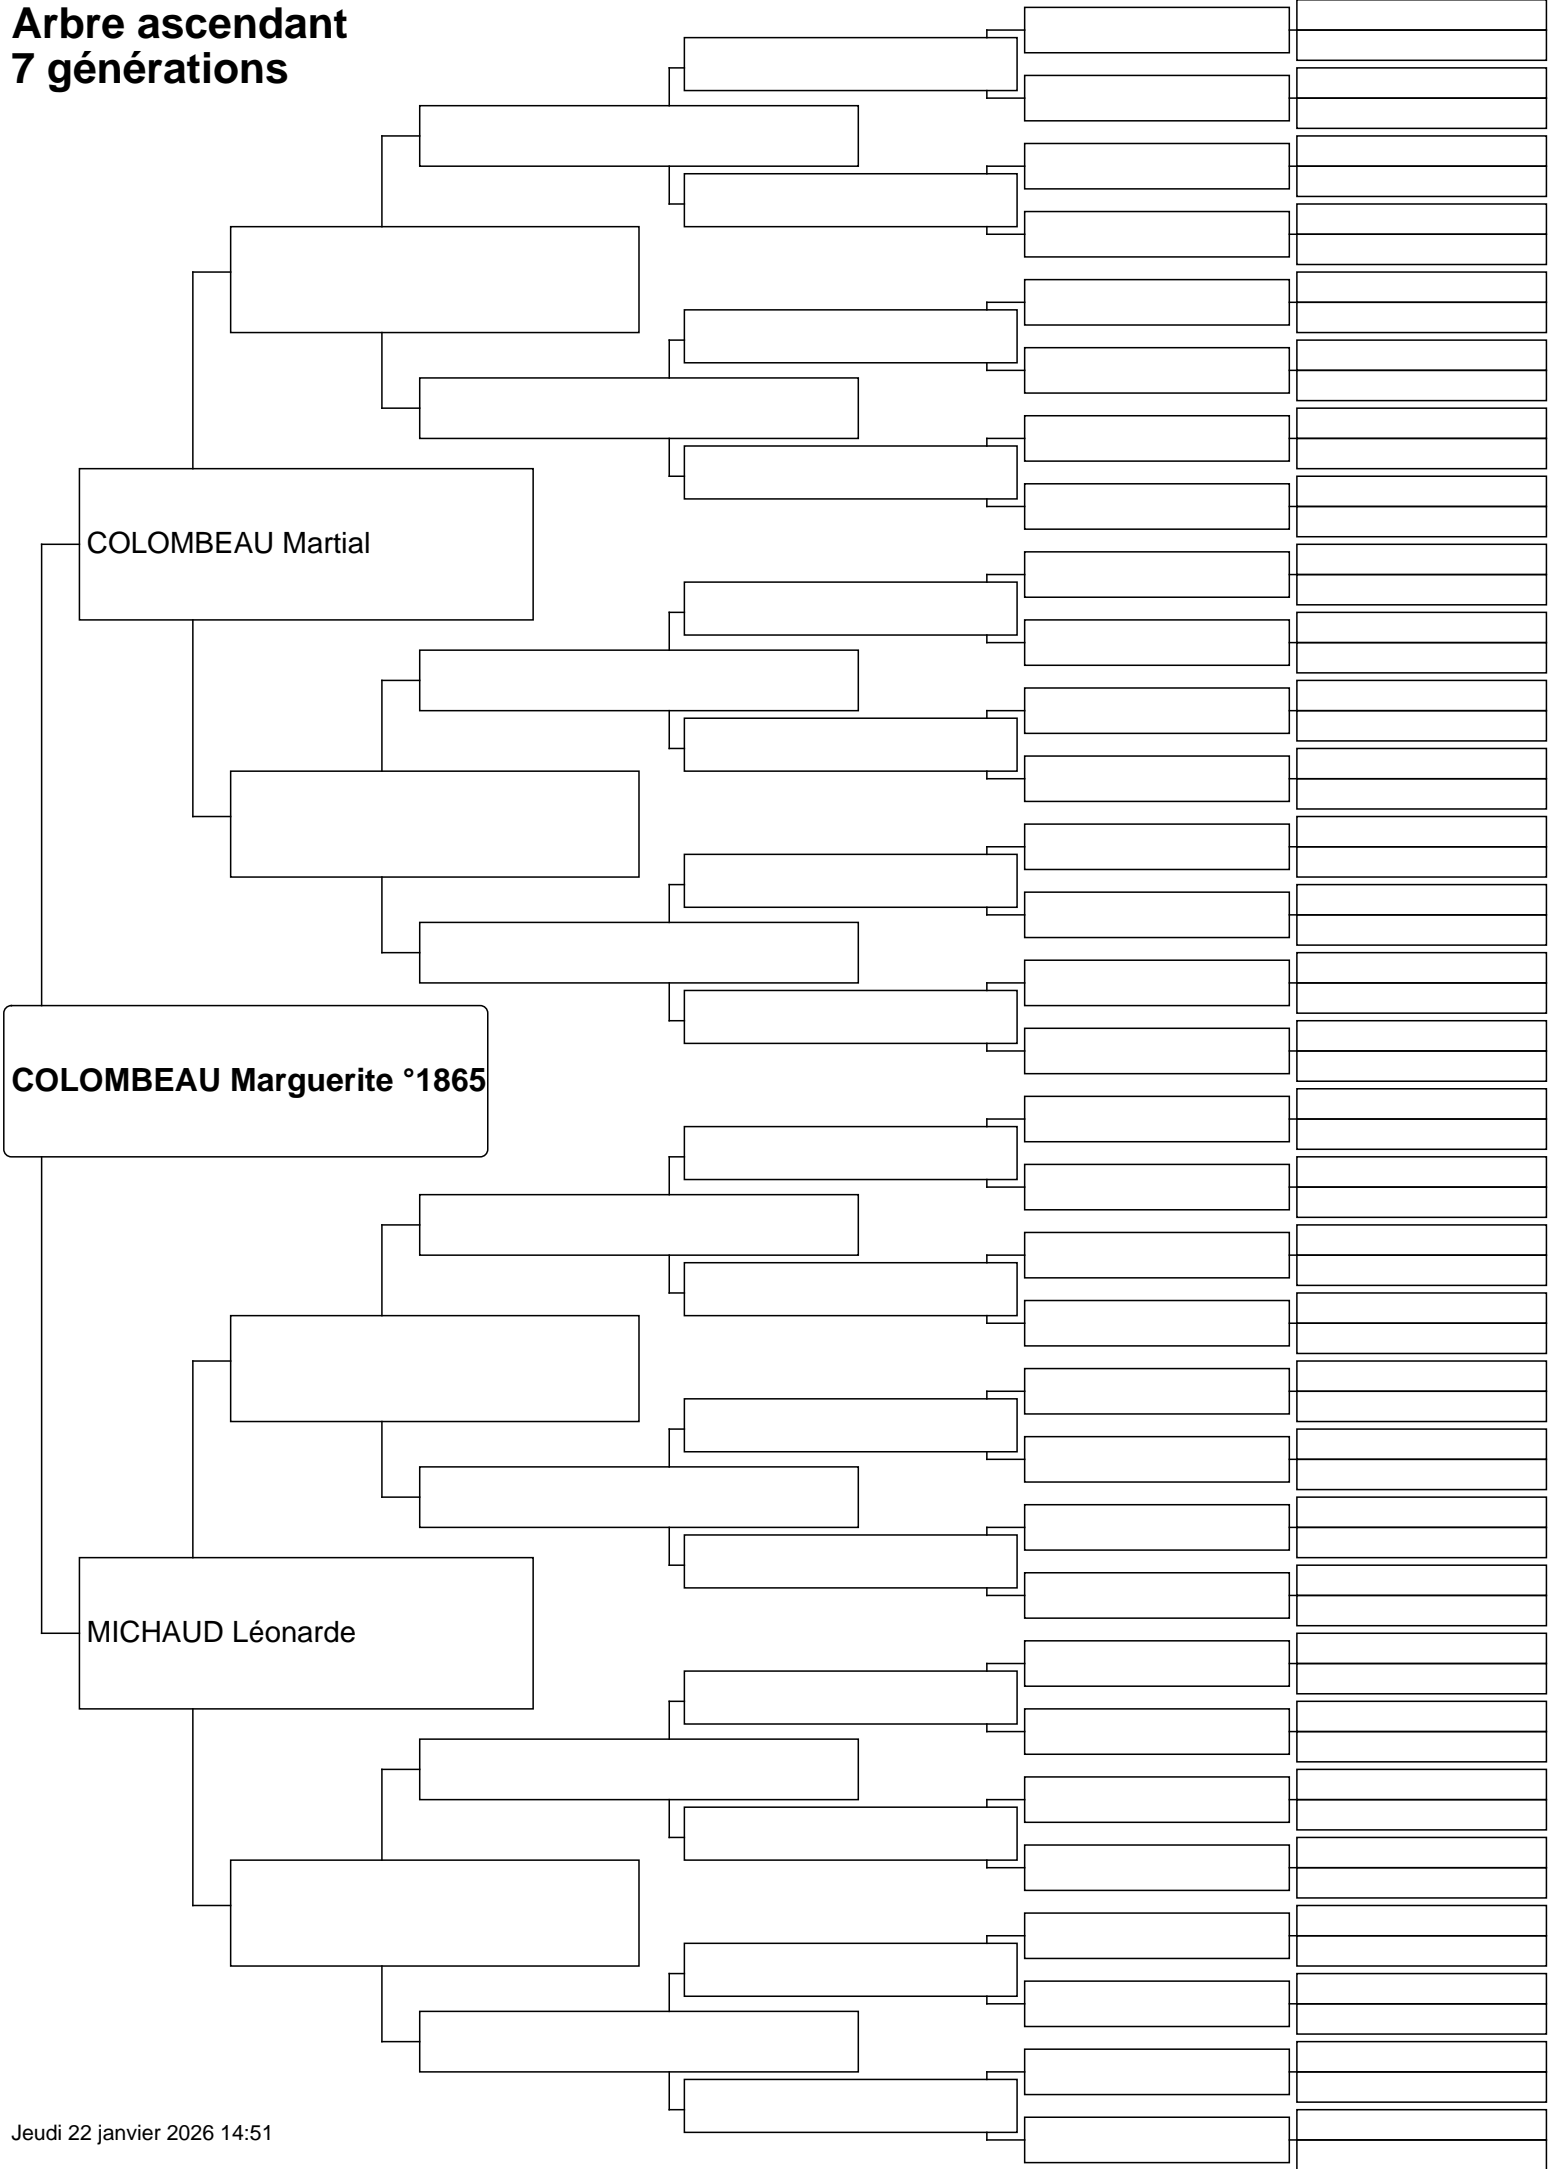 Arbre ascendant
7 générations
COLOMBEAU Martial
COLOMBEAU Marguerite °1865
MICHAUD Léonarde
Jeudi 22 janvier 2026 14:51